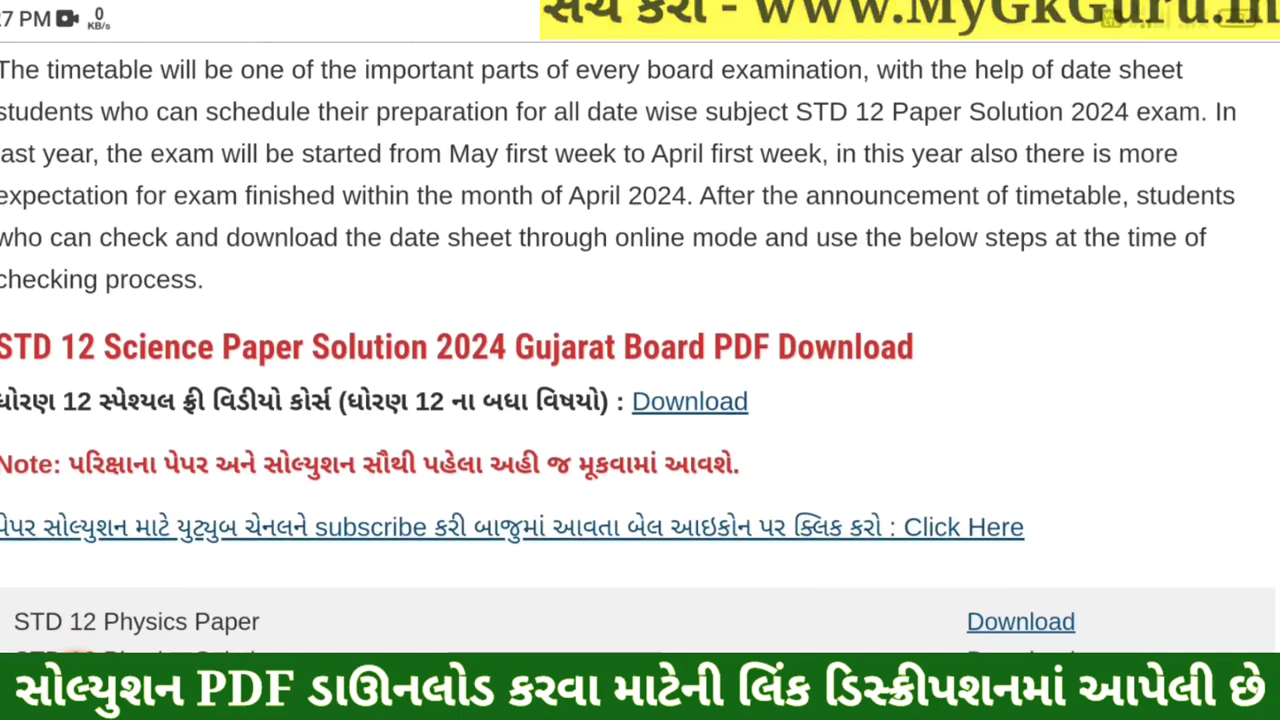 27 PM 0 KB/s
સર્ચ કરો - www.MyGkGuru.in
The timetable will be one of the important parts of every board examination, with the help of date sheet
students who can schedule their preparation for all date wise subject STD 12 Paper Solution 2024 exam. In
last year, the exam will be started from May first week to April first week, in this year also there is more
expectation for exam finished within the month of April 2024. After the announcement of timetable, students
who can check and download the date sheet through online mode and use the below steps at the time of
checking process.
STD 12 Science Paper Solution 2024 Gujarat Board PDF Download
ધોરણ 12 સ્પેશ્યલ ફ્રી વિડીયો કોર્સ (ધોરણ 12 ના બધા વિષયો) : Download
Note: પરિક્ષાના પેપર અને સોલ્યુશન સૌથી પહેલા અહી જ મૂકવામાં આવશે.
પેપર સોલ્યુશન માટે યુટ્યુબ ચેનલને subscribe કરી બાજુમાં આવતા બેલ આઇકોન પર ક્લિક કરો : Click Here
STD 12 Physics Paper Download
સોલ્યુશન PDF ડાઊનલોડ કરવા માટેની લિંક ડિસ્ક્રીપશનમાં આપેલી છે